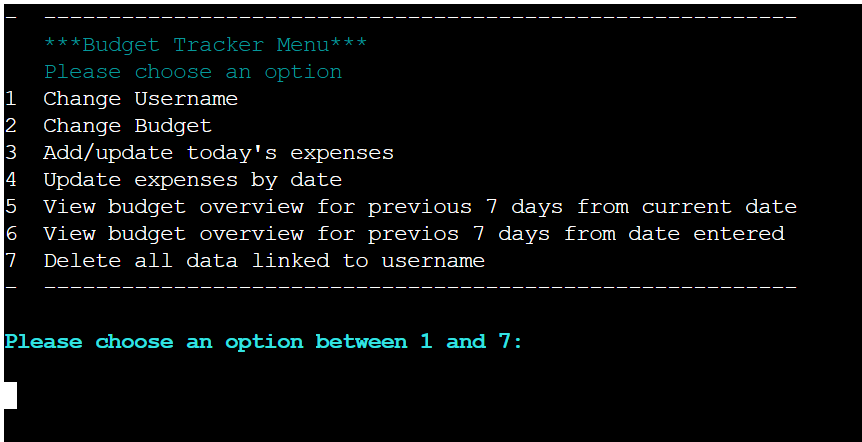 -  ----------------------------------------------------------
   ***Budget Tracker Menu***
   Please choose an option
1  Change Username
2  Change Budget
3  Add/update today's expenses
4  Update expenses by date
5  View budget overview for previous 7 days from current date
6  View budget overview for previos 7 days from date entered
7  Delete all data linked to username
-  ----------------------------------------------------------
Please choose an option between 1 and 7: